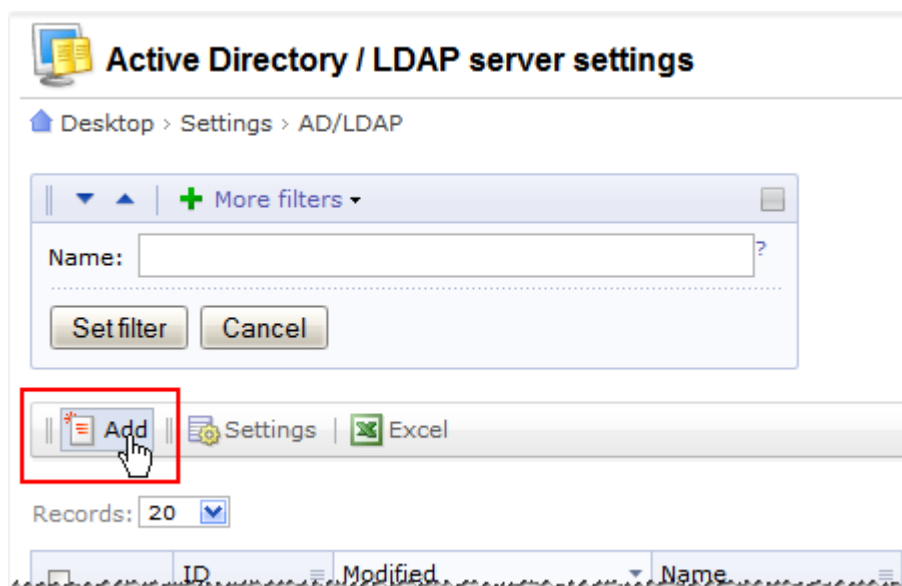 Active Directory / LDAP server settings
Desktop > Settings > AD/LDAP
More filters
Name: ?
Set filter Cancel
Add Settings | Excel
Records: 20
ID Modified Name